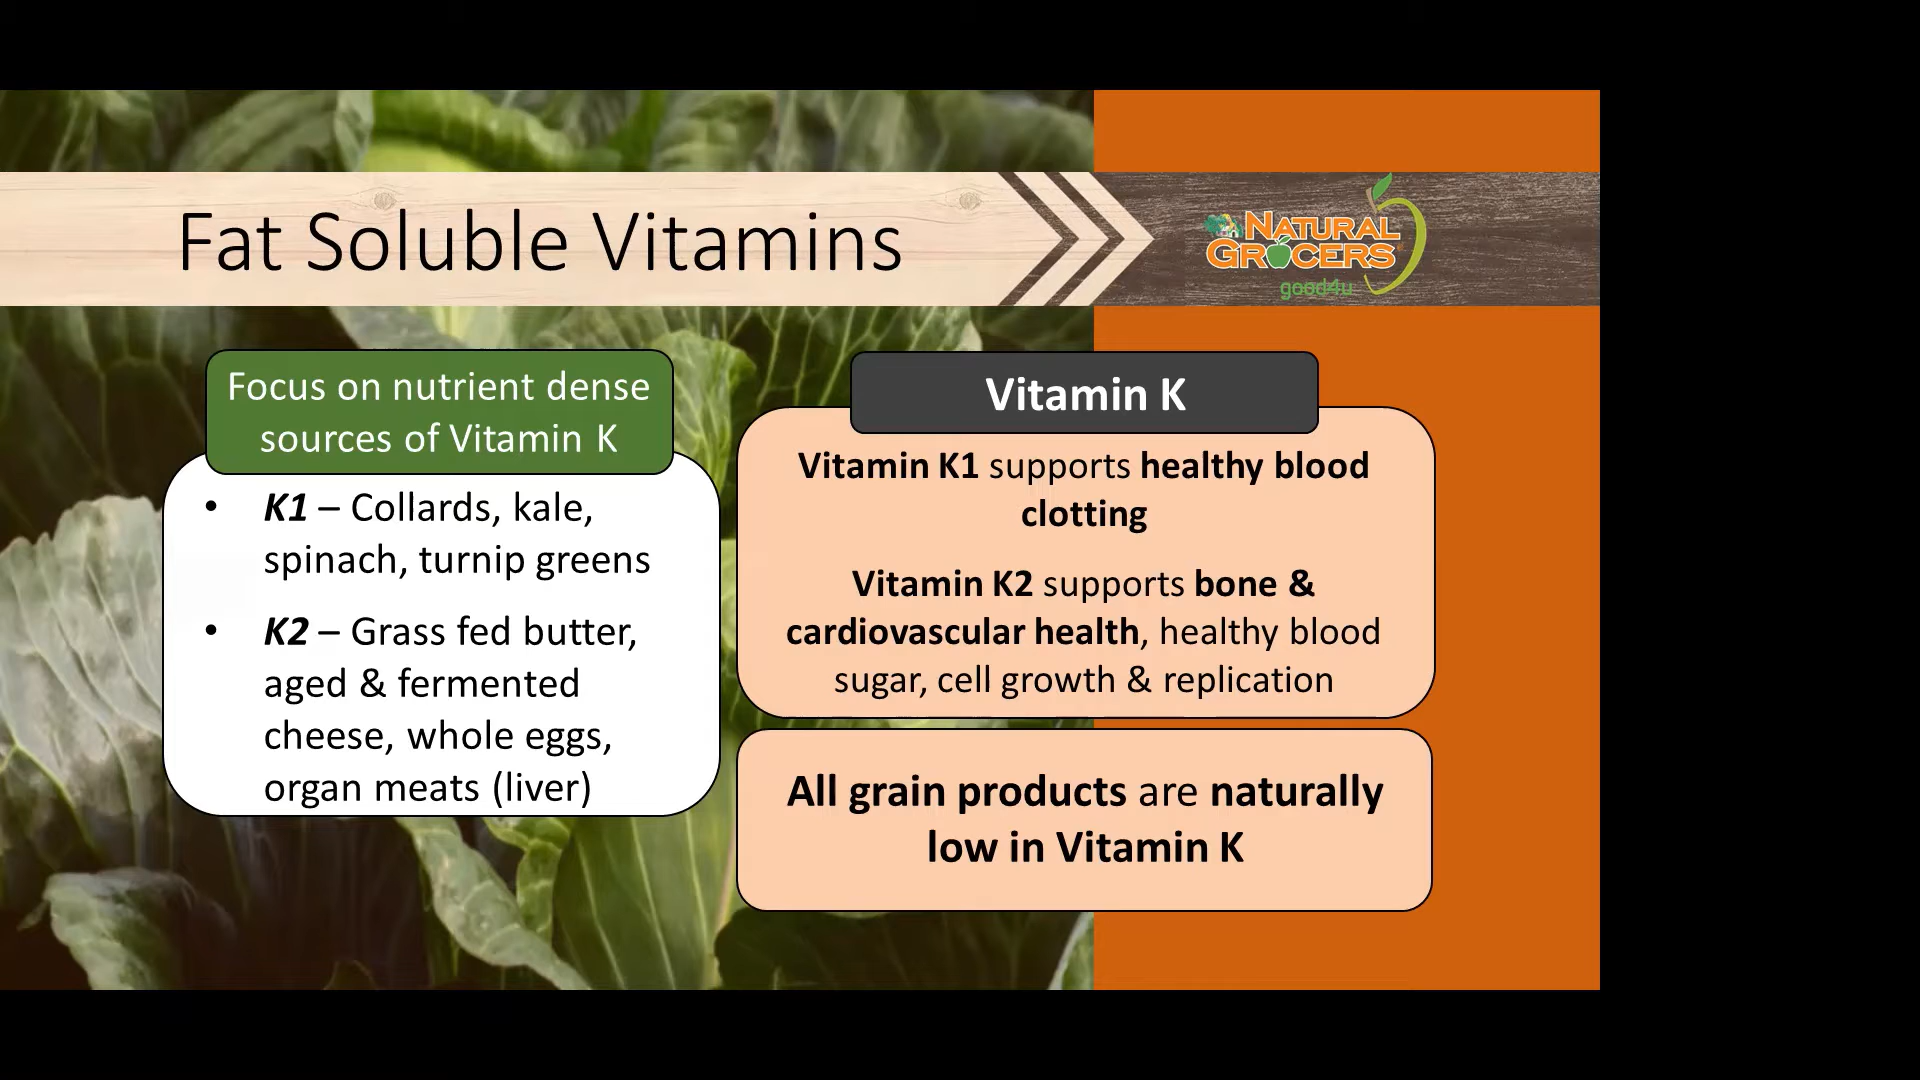 Fat Soluble Vitamins
NATURAL
GROCERS
good4u
Focus on nutrient dense
sources of Vitamin K
• K1 – Collards, kale,
spinach, turnip greens
• K2 – Grass fed butter,
aged & fermented
cheese, whole eggs,
organ meats (liver)
Vitamin K
Vitamin K1 supports healthy blood
clotting
Vitamin K2 supports bone &
cardiovascular health, healthy blood
sugar, cell growth & replication
All grain products are naturally
low in Vitamin K